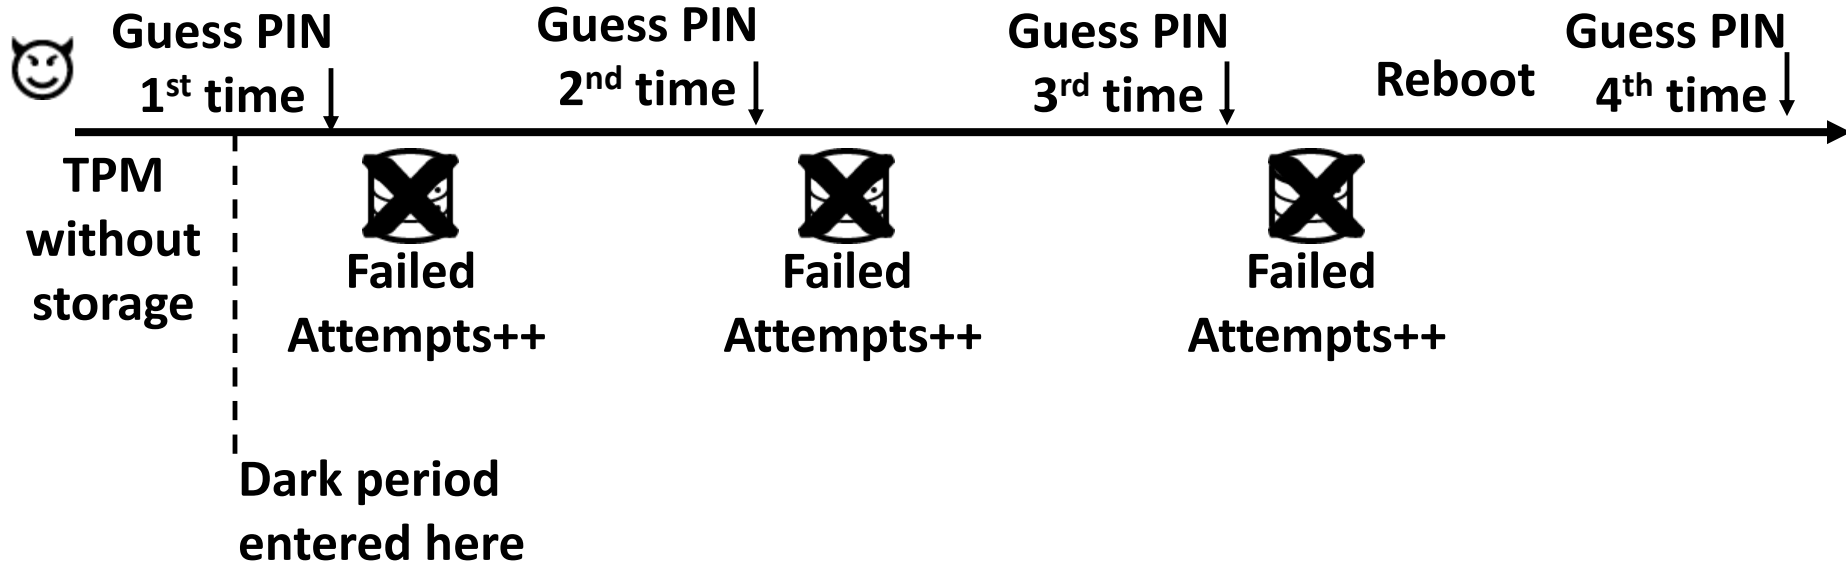 Guess PIN
1st time
Guess PIN
2nd time
Guess PIN
3rd time
Reboot
Guess PIN
4th time
TPM
without
storage
Failed
Attempts++
Failed
Attempts++
Failed
Attempts++
Dark period
entered here